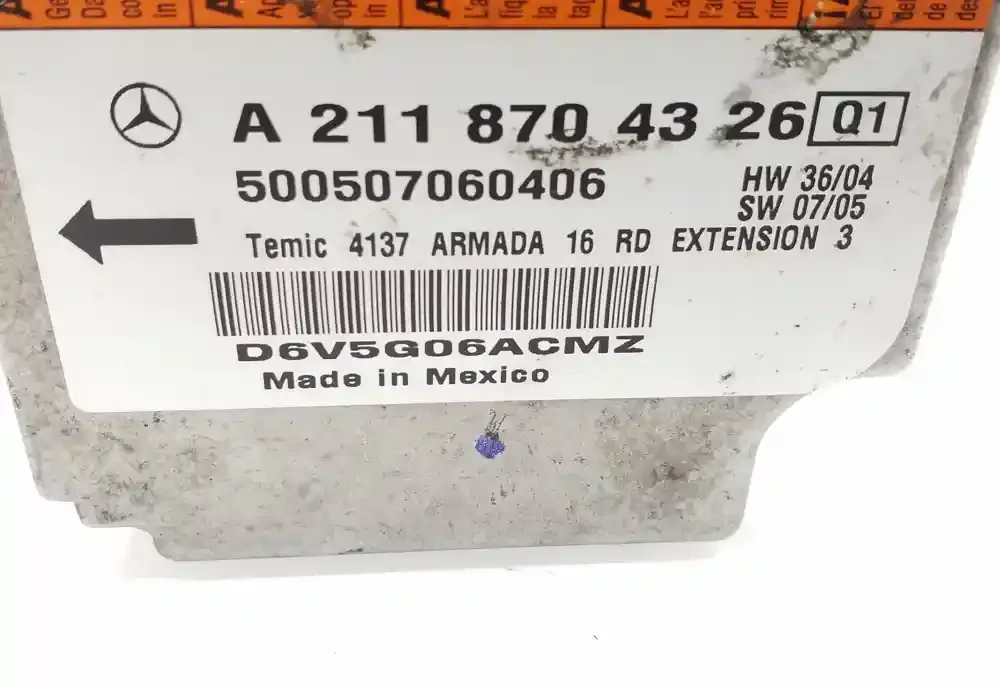 A 211 870 43 26 Q1
500507060406
HW 36/04
SW 07/05
Temic 4137 ARMADA 16 RD EXTENSION 3
D6V5G06ACMZ
Made in Mexico